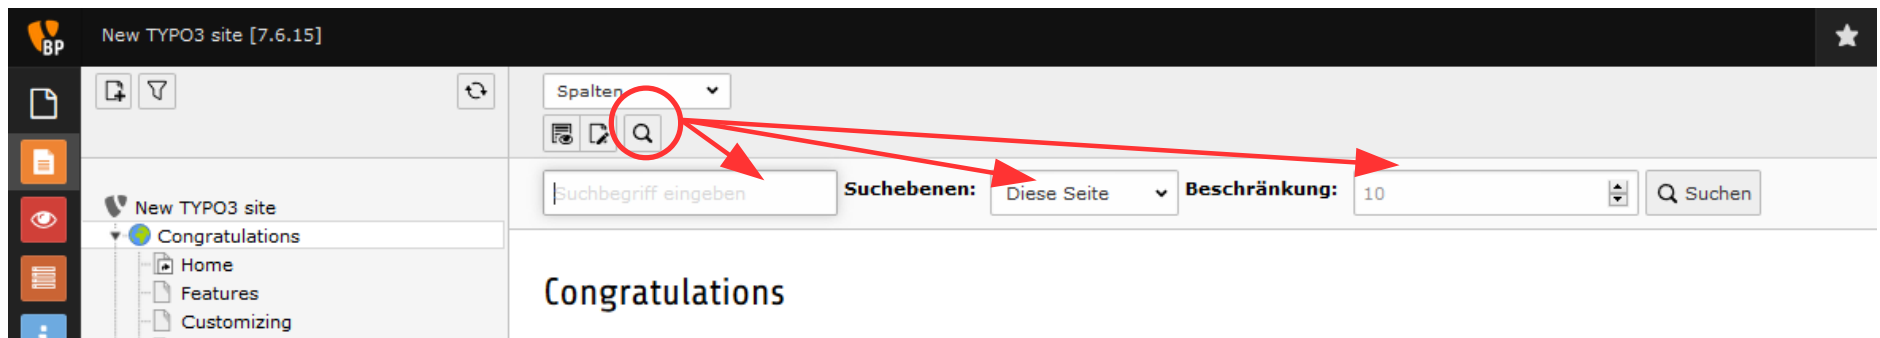 BP
New TYPO3 site [7.6.15]
Spalten
Suchbegriff eingeben
Suchebenen:
Diese Seite
Beschränkung:
10
Suchen
New TYPO3 site
Congratulations
Home
Features
Customizing
Congratulations